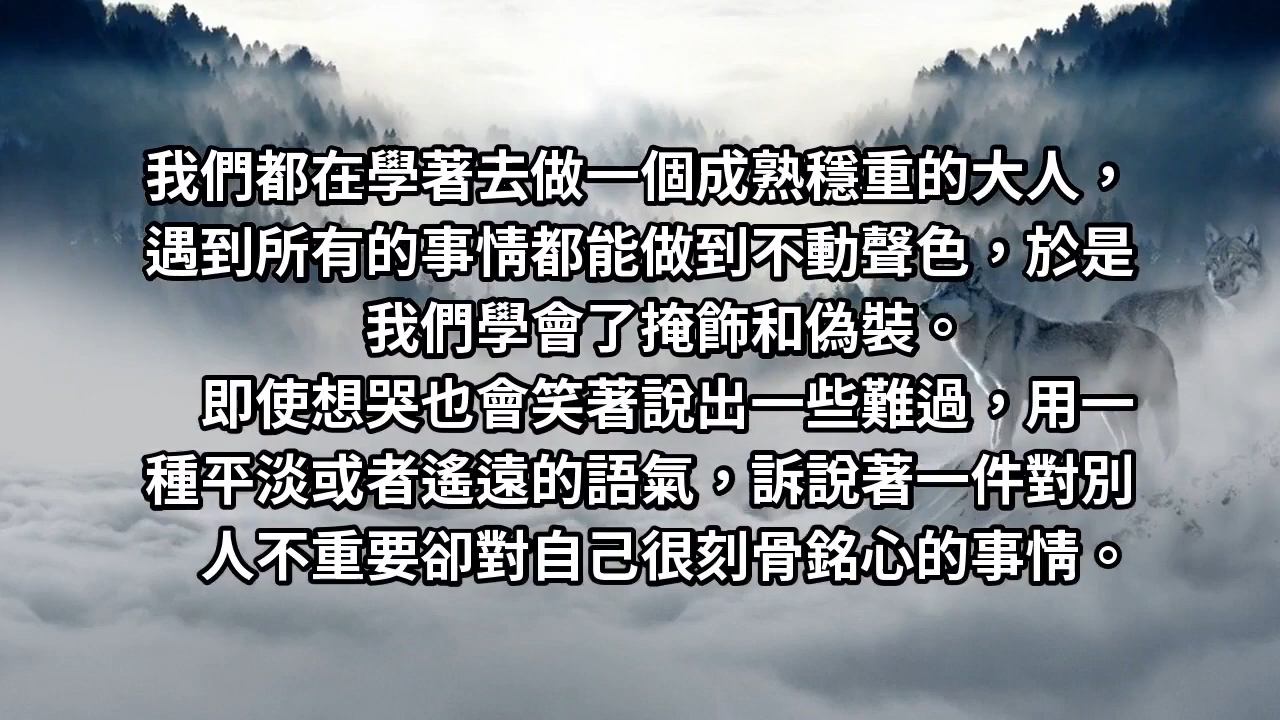 我們都在學著去做一個成熟穩重的大人，
遇到所有的事情都能做到不動聲色，於是
我們學會了掩飾和偽裝。
即使想哭也會笑著說出一些難過，用一
種平淡或者遙遠的語氣，訴說著一件對別
人不重要卻對自己很刻骨銘心的事情。